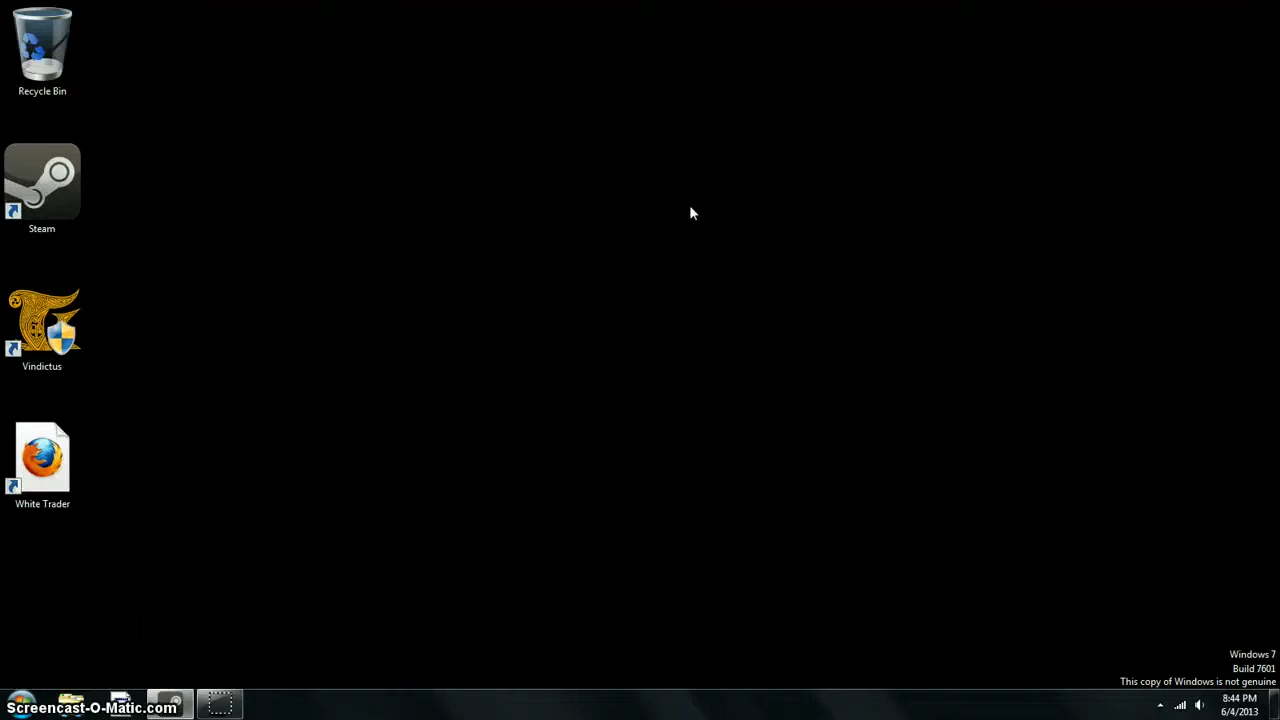 Recycle Bin
Steam
Vindictus
White Trader
Windows 7
Build 7601
This copy of Windows is not genuine
Screencast-O-Matic.com
8:44 PM
6/4/2013